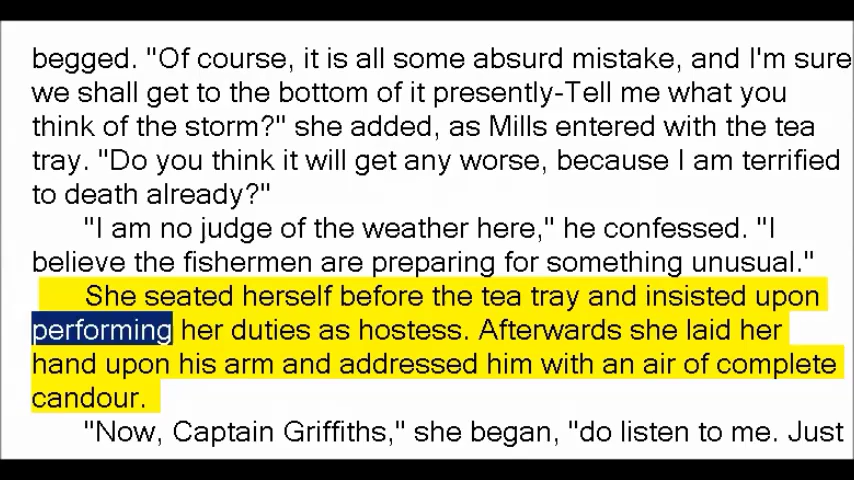 begged. "Of course, it is all some absurd mistake, and I'm sure
we shall get to the bottom of it presently-Tell me what you
think of the storm?" she added, as Mills entered with the tea
tray. "Do you think it will get any worse, because I am terrified
to death already?"
"I am no judge of the weather here," he confessed. "I
believe the fishermen are preparing for something unusual."
She seated herself before the tea tray and insisted upon
performing her duties as hostess. Afterwards she laid her
hand upon his arm and addressed him with an air of complete
candour.
"Now, Captain Griffiths," she began, "do listen to me. Just